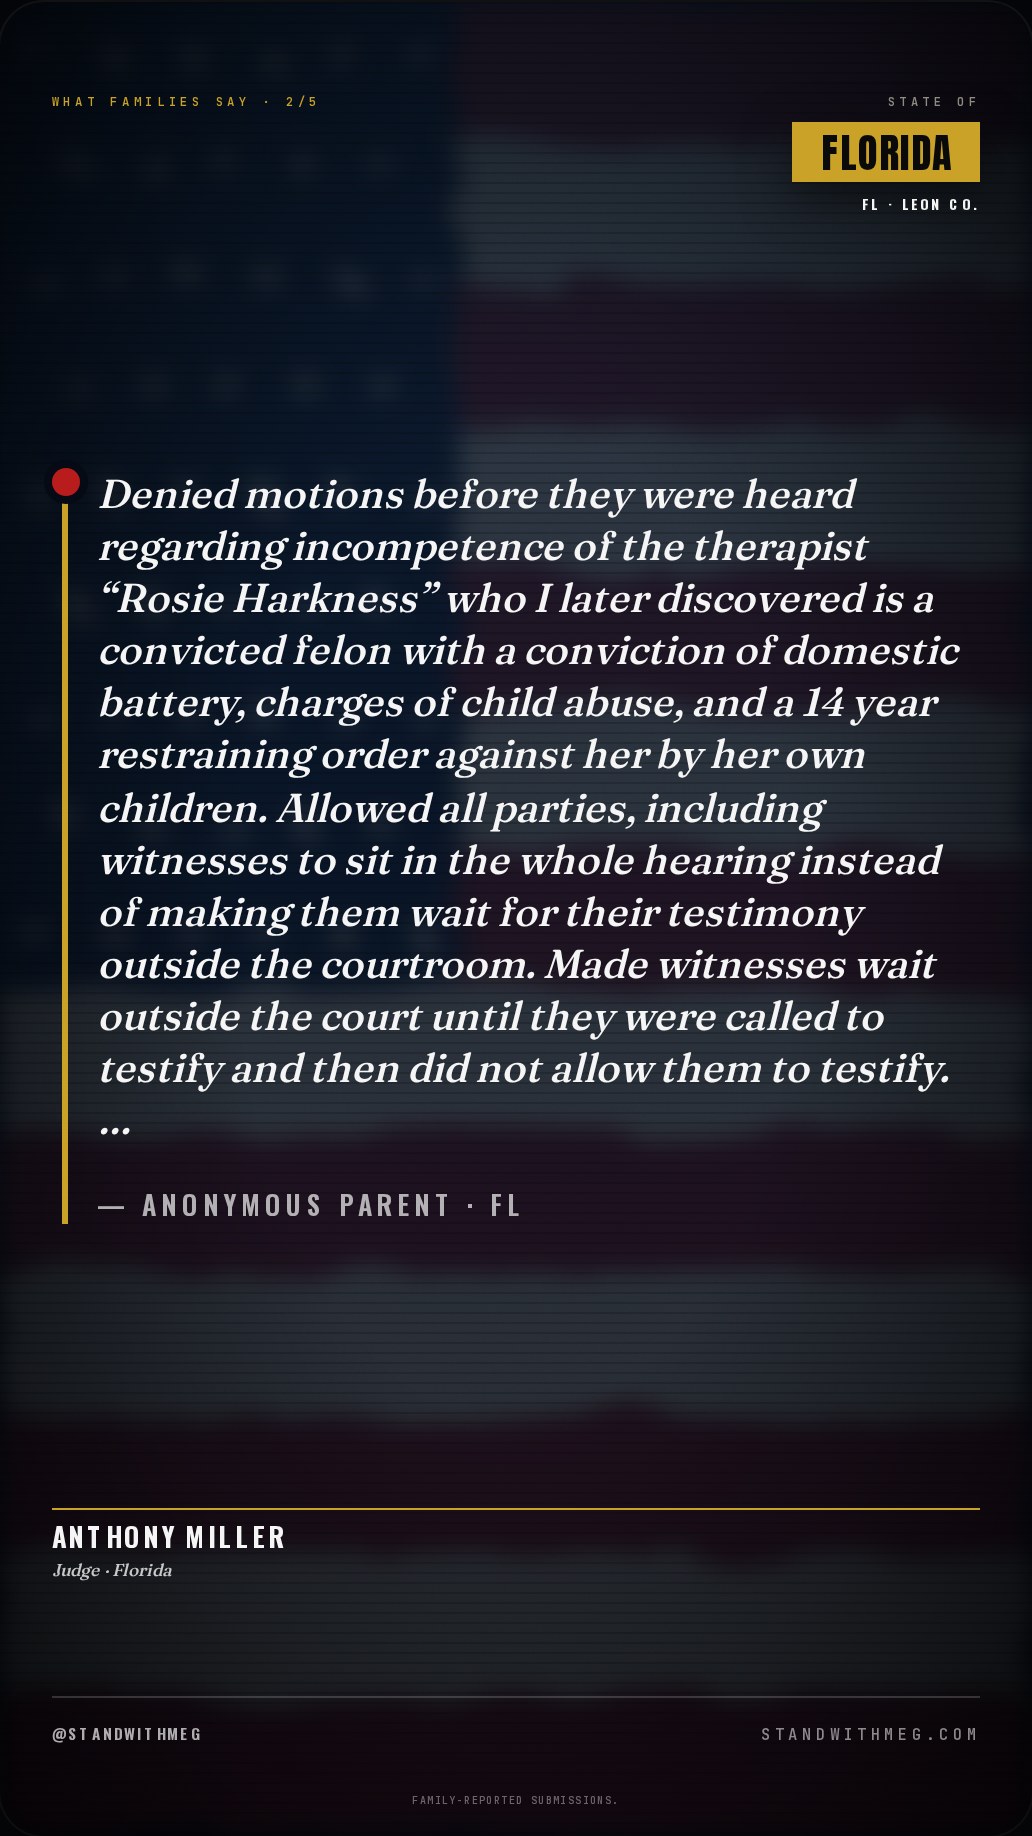 WHAT FAMILIES SAY · 2/5
STATE OF
FLORIDA
FL · LEON CO.
Denied motions before they were heard
regarding incompetence of the therapist
“Rosie Harkness” who I later discovered is a
convicted felon with a conviction of domestic
battery, charges of child abuse, and a 14 year
restraining order against her by her own
children. Allowed all parties, including
witnesses to sit in the whole hearing instead
of making them wait for their testimony
outside the courtroom. Made witnesses wait
outside the court until they were called to
testify and then did not allow them to testify.
...
— ANONYMOUS PARENT · FL
ANTHONY MILLER
Judge · Florida
@STANDWITHMEG
STANDWITHMEG.COM
FAMILY-REPORTED SUBMISSIONS.